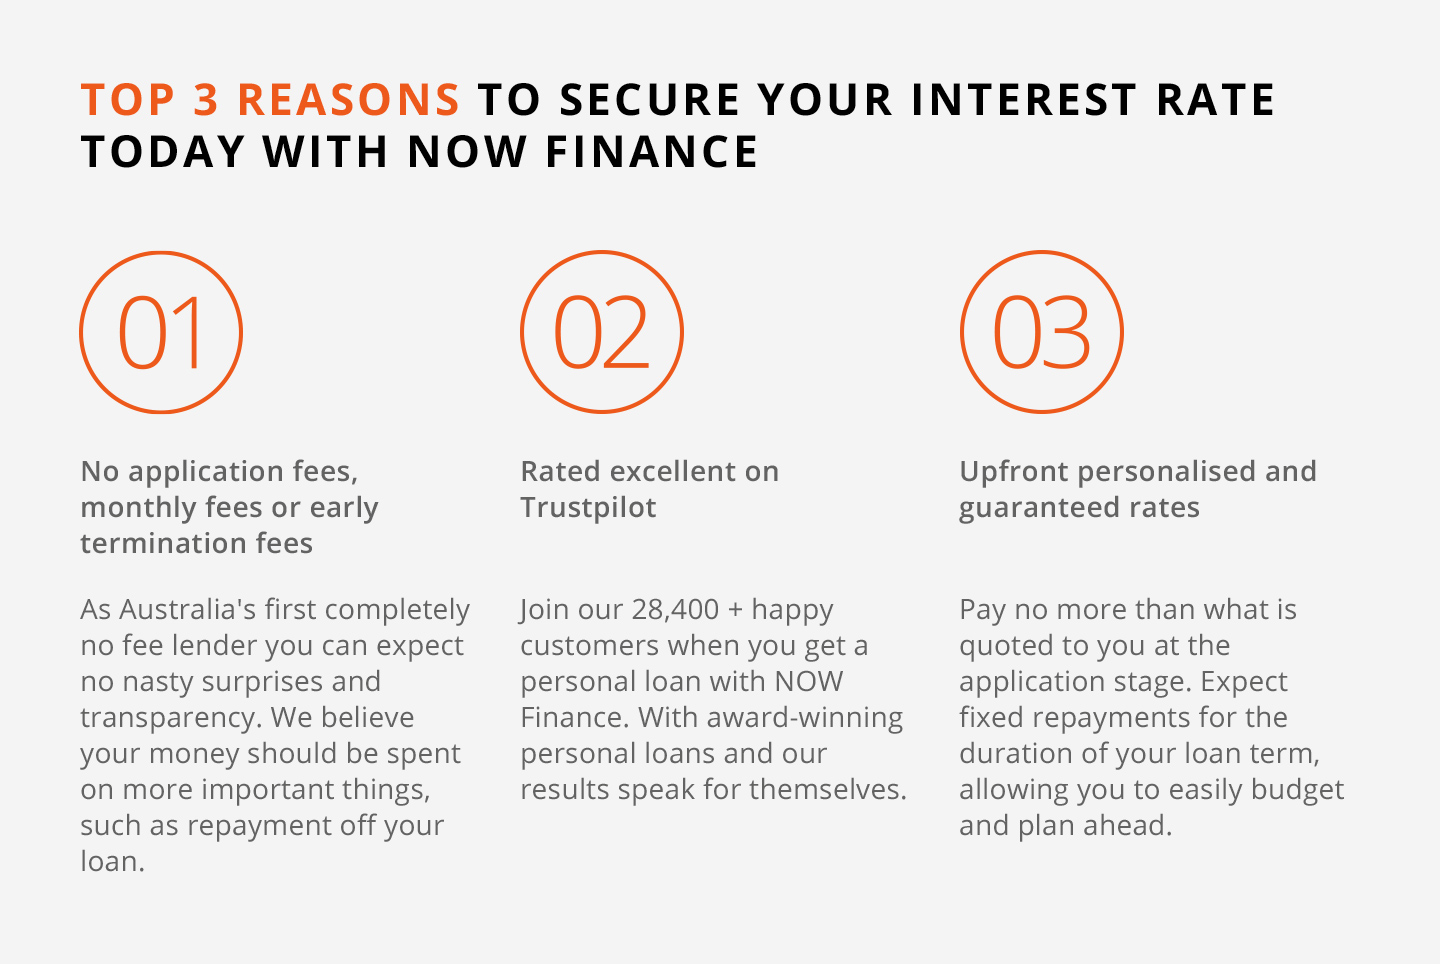 TOP 3 REASONS TO SECURE YOUR INTEREST RATE
TODAY WITH NOW FINANCE
01
No application fees,
monthly fees or early
termination fees
As Australia's first completely
no fee lender you can expect
no nasty surprises and
transparency. We believe
your money should be spent
on more important things,
such as repayment off your
loan.
02
Rated excellent on
Trustpilot
Join our 28,400 + happy
customers when you get a
personal loan with NOW
Finance. With award-winning
personal loans and our
results speak for themselves.
03
Upfront personalised and
guaranteed rates
Pay no more than what is
quoted to you at the
application stage. Expect
fixed repayments for the
duration of your loan term,
allowing you to easily budget
and plan ahead.